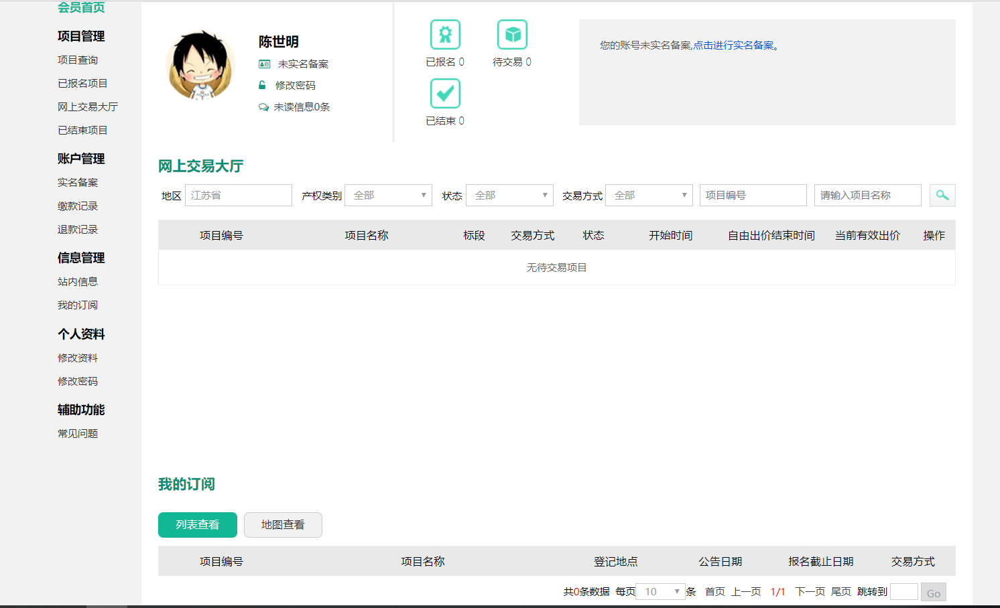 会员首页
项目管理
项目查询
已报名项目
网上交易大厅
已结束项目
账户管理
实名备案
缴款记录
退款记录
信息管理
站内信息
我的订阅
个人资料
修改资料
修改密码
辅助功能
常见问题
陈世明
未实名备案
修改密码
未读信息0条
已报名 0 待交易 0
已结束 0
您的账号未实名备案,点击进行实名备案。
网上交易大厅
地区 江苏省 产权类别 全部 状态 全部 交易方式 全部 项目编号 请输入项目名称
项目编号 项目名称 标段 交易方式 状态 开始时间 自由出价结束时间 当前有效出价 操作
无待交易项目
我的订阅
列表查看 地图查看
项目编号 项目名称 登记地点 公告日期 报名截止日期 交易方式
共0条数据 每页 10 条 首页 上一页 1/1 下一页 尾页 跳转到 Go